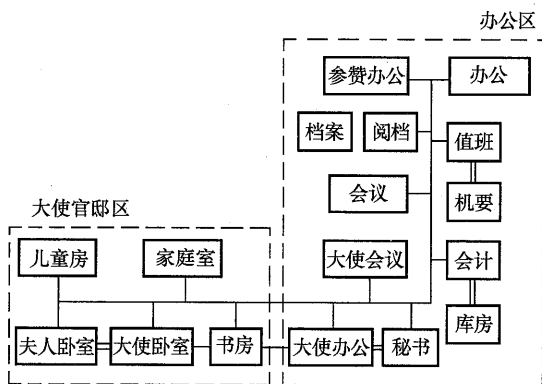 办公区
参赞办公
办公
档案
阅档
值班
会议
机要
大使官邸区
儿童房
家庭室
大使会议
会计
夫人卧室
大使卧室
书房
大使办公
秘书
库房